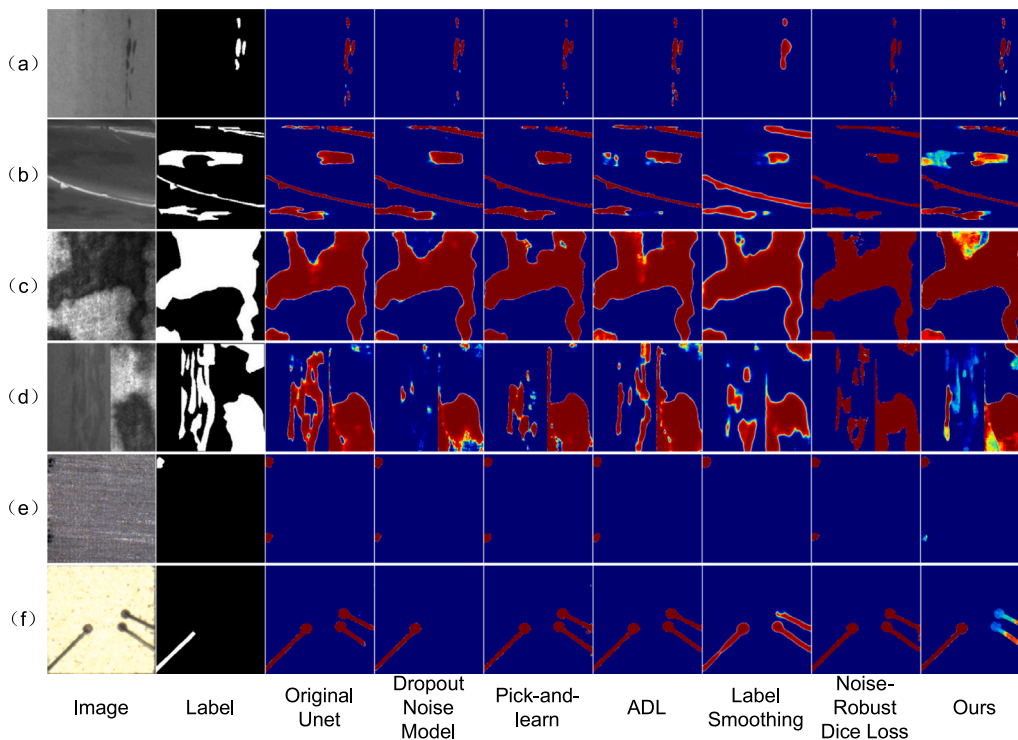 (a)
(b)
(c)
(d)
(e)
(f)
Image
Label
Original
Unet
Dropout
Noise
Model
Pick-and-
learn
ADL
Label
Smoothing
Noise-
Robust
Dice Loss
Ours